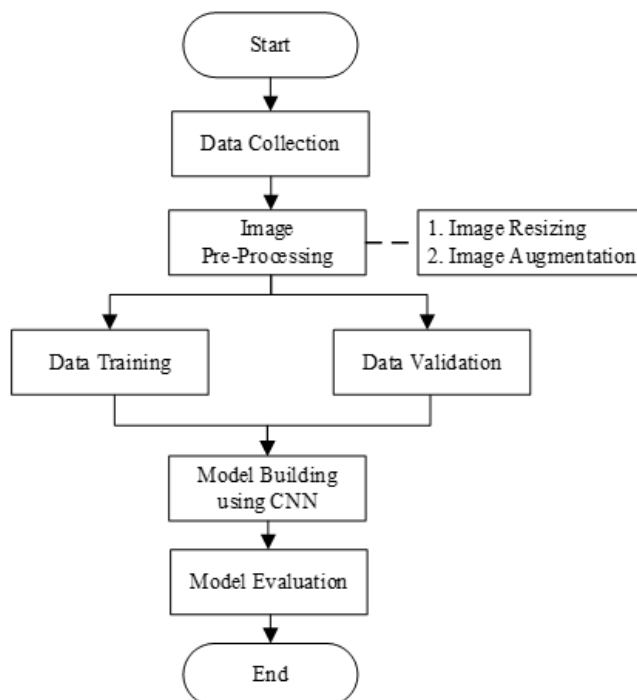 Start
Data Collection
Image
Pre-Processing
1. Image Resizing
2. Image Augmentation
Data Training
Data Validation
Model Building
using CNN
Model Evaluation
End